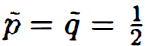 p̃ = q̃ = 1/2